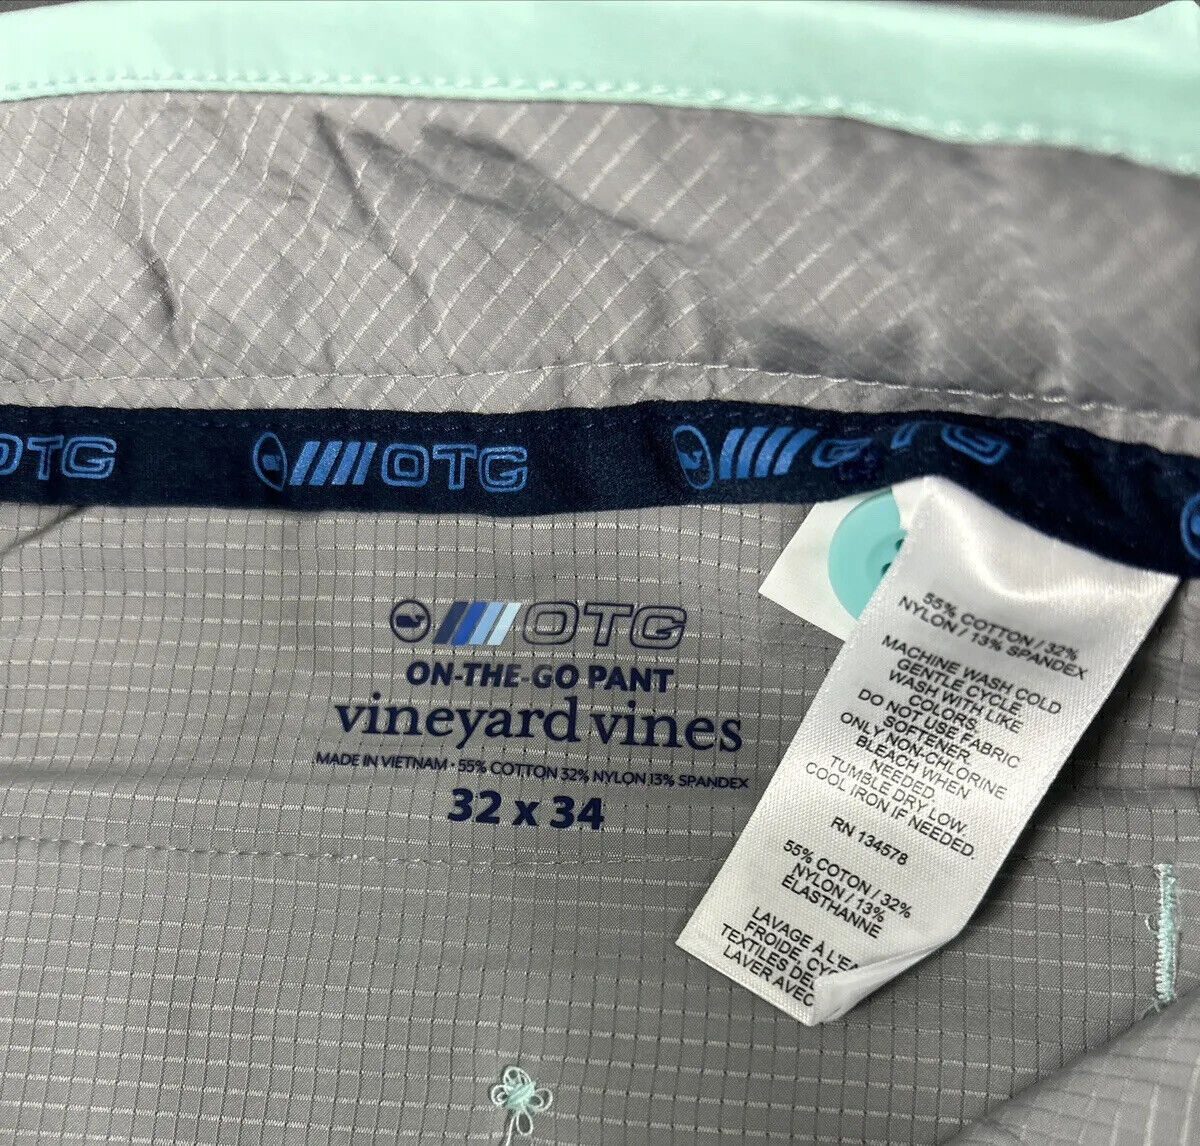 OTG
OTG
OTG
OTG
ON-THE-GO PANT
vineyard vines
MADE IN VIETNAM · 55% COTTON 32% NYLON 13% SPANDEX
32 x 34
55% COTTON / 32%
NYLON / 13% SPANDEX
MACHINE WASH COLD
GENTLE CYCLE.
WASH WITH LIKE
COLORS.
DO NOT USE FABRIC
SOFTENER.
ONLY NON-CHLORINE
BLEACH WHEN
NEEDED.
TUMBLE DRY LOW.
COOL IRON IF NEEDED.
RN 134578
55% COTON / 32%
NYLON / 13%
ELASTHANNE
LAVAGE À L'EA
FROIDE, CYC
TEXTILES DE
LAVER AVEC